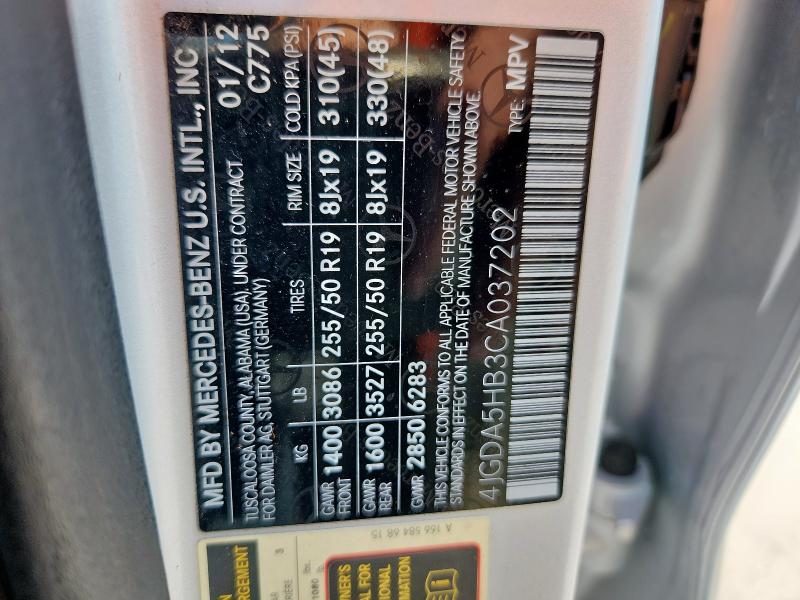 MFD BY MERCEDES-BENZ U.S. INTL., INC
TUSCALOOSA COUNTY, ALABAMA (USA), UNDER CONTRACT 01/12
FOR DAIMLER AG, STUTTGART (GERMANY) C775
KG LB TIRES RIM SIZE COLD KPA(PSI)
GAWR FRONT 1400 3086 255/50 R19 8Jx19 310(45)
GAWR REAR 1600 3527 255/50 R19 8Jx19 330(48)
GVWR 2850 6283
THIS VEHICLE CONFORMS TO ALL APPLICABLE FEDERAL MOTOR VEHICLE SAFETY
STANDARDS IN EFFECT ON THE DATE OF MANUFACTURE SHOWN ABOVE.
4JGDA5HB3CA037202 TYPE: MPV
A 166 584 68 15